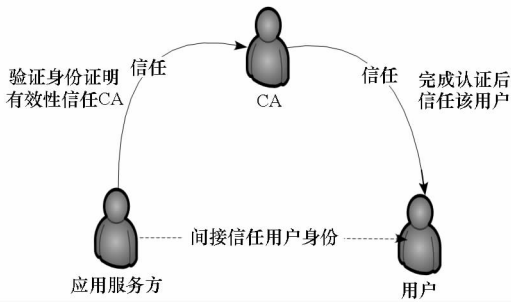 信任
验证身份证明
有效性信任CA
CA
信任
完成认证后
信任该用户
间接信任用户身份
应用服务方
用户